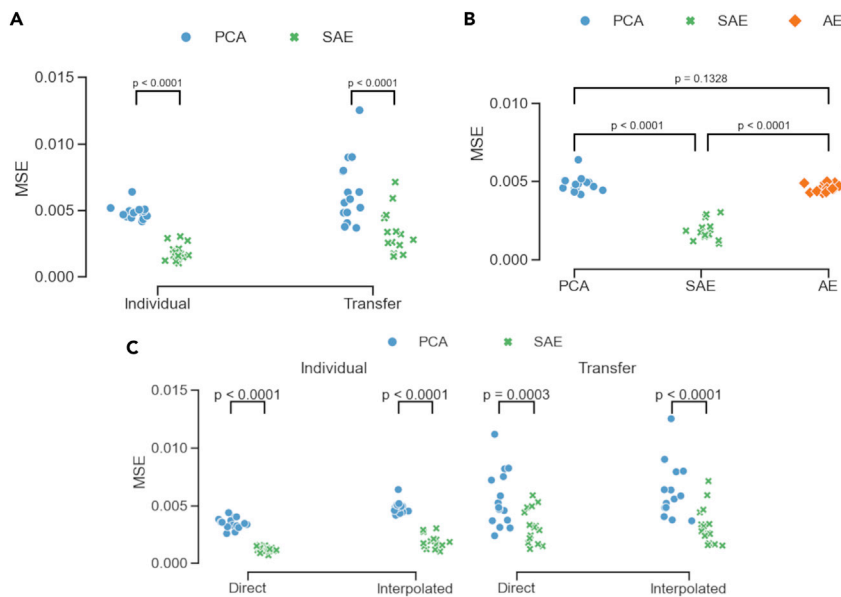 A
PCA SAE
p < 0.0001 p < 0.0001
0.015
0.010
0.005
0.000
MSE
Individual Transfer
B
PCA SAE AE
p = 0.1328
p < 0.0001 p < 0.0001
0.010
0.005
0.000
MSE
PCA SAE AE
C
PCA SAE
Individual Transfer
p < 0.0001 p < 0.0001 p = 0.0003 p < 0.0001
0.015
0.010
0.005
0.000
MSE
Direct Interpolated Direct Interpolated